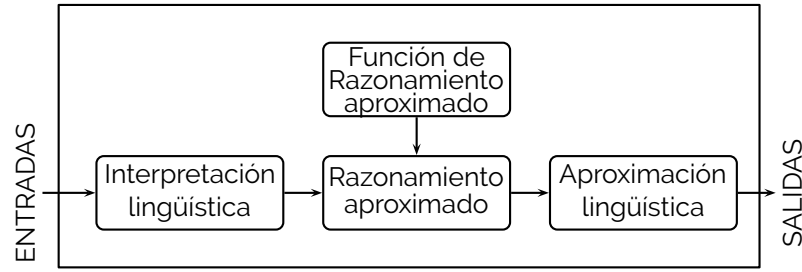 Función de
Razonamiento
aproximado
ENTRADAS
Interpretación
lingüística
Razonamiento
aproximado
Aproximación
lingüística
SALIDAS